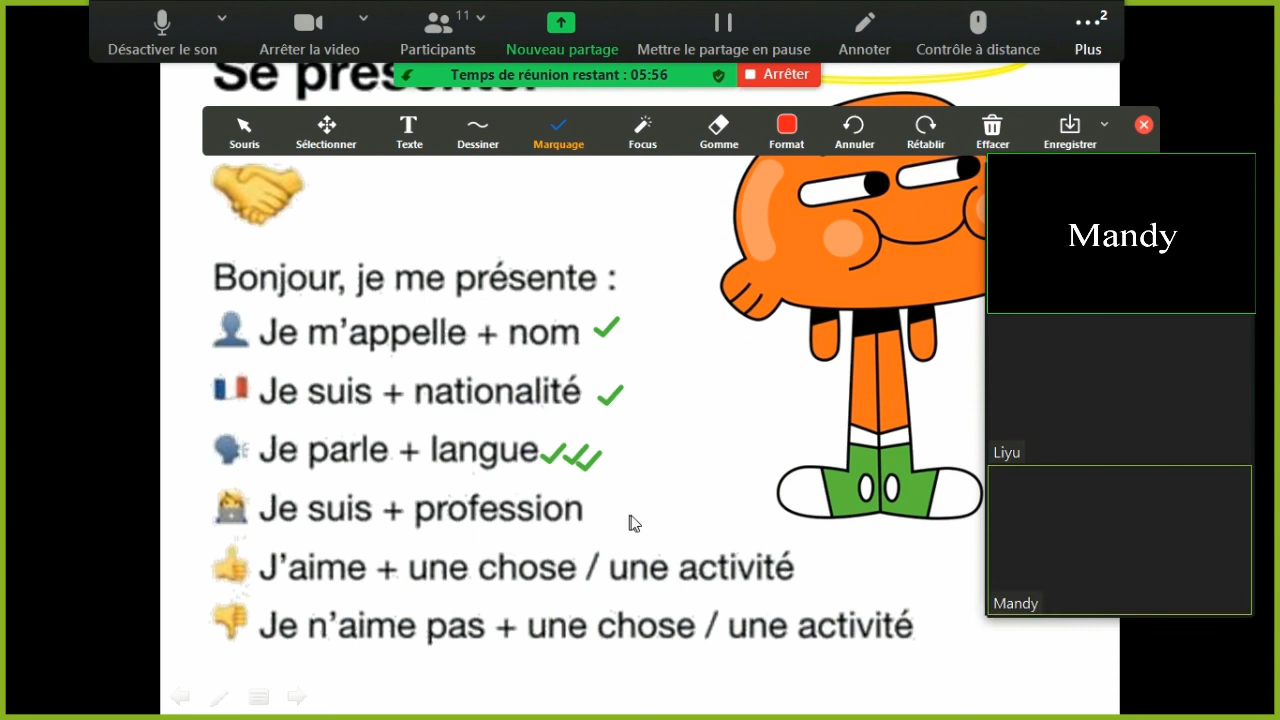 11
2
Désactiver le son
Arrêter la video
Participants
Nouveau partage
Mettre le partage en pause
Annoter
Contrôle à distance
Plus
Se présenter
Temps de réunion restant : 05:56
Arrêter
Souris
Sélectionner
Texte
Dessiner
Marquage
Focus
Gomme
Format
Annuler
Rétablir
Effacer
Enregistrer
Mandy
Bonjour, je me présente :
Je m'appelle + nom
Je suis + nationalité
Je parle + langue
Liyu
Je suis + profession
J'aime + une chose / une activité
Mandy
Je n'aime pas + une chose / une activité